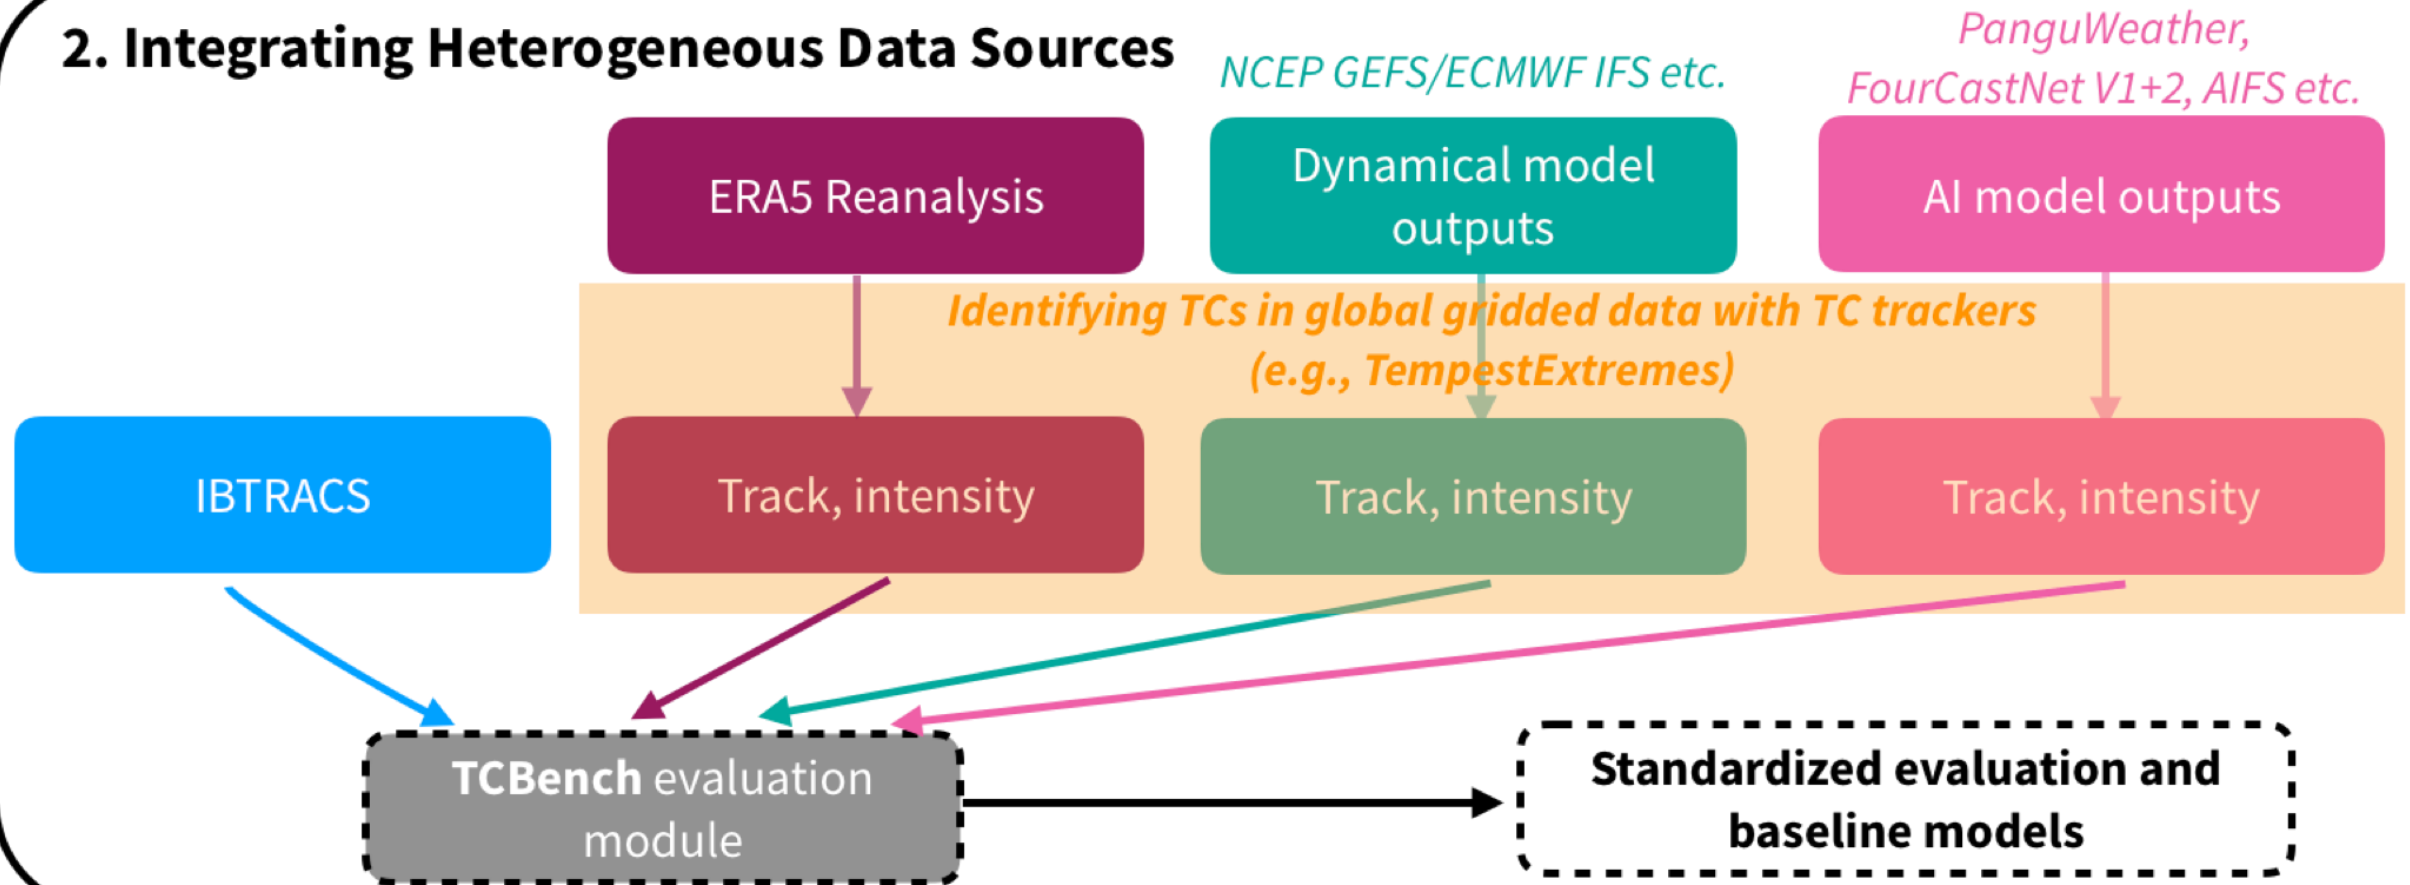 2. Integrating Heterogeneous Data Sources
NCEP GEFS/ECMWF IFS etc.
PanguWeather,
FourCastNet V1+2, AIFS etc.
ERA5 Reanalysis
Dynamical model
outputs
AI model outputs
Identifying TCs in global gridded data with TC trackers
(e.g., TempestExtremes)
IBTRACS
Track, intensity
Track, intensity
Track, intensity
TCBench evaluation
module
Standardized evaluation and
baseline models